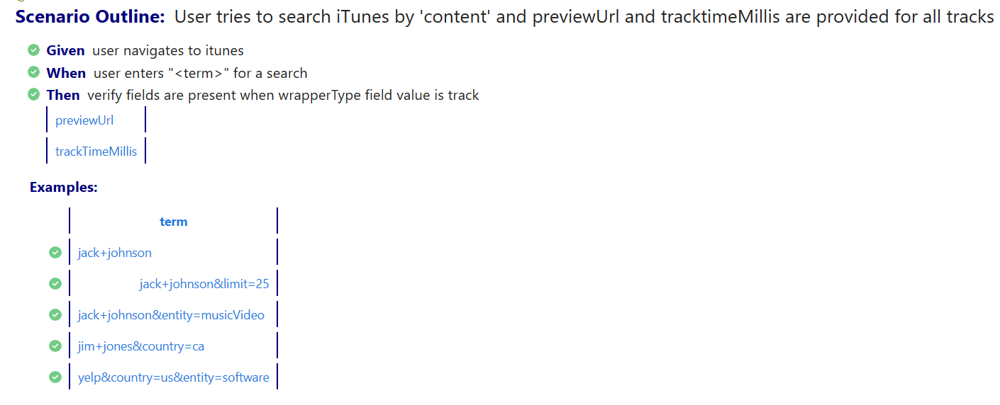 Scenario Outline: User tries to search iTunes by 'content' and previewUrl and tracktimeMillis are provided for all tracks
Given user navigates to itunes
When user enters "<term>" for a search
Then verify fields are present when wrapperType field value is track
previewUrl
trackTimeMillis
Examples:
term
jack+johnson
jack+johnson&limit=25
jack+johnson&entity=musicVideo
jim+jones&country=ca
yelp&country=us&entity=software